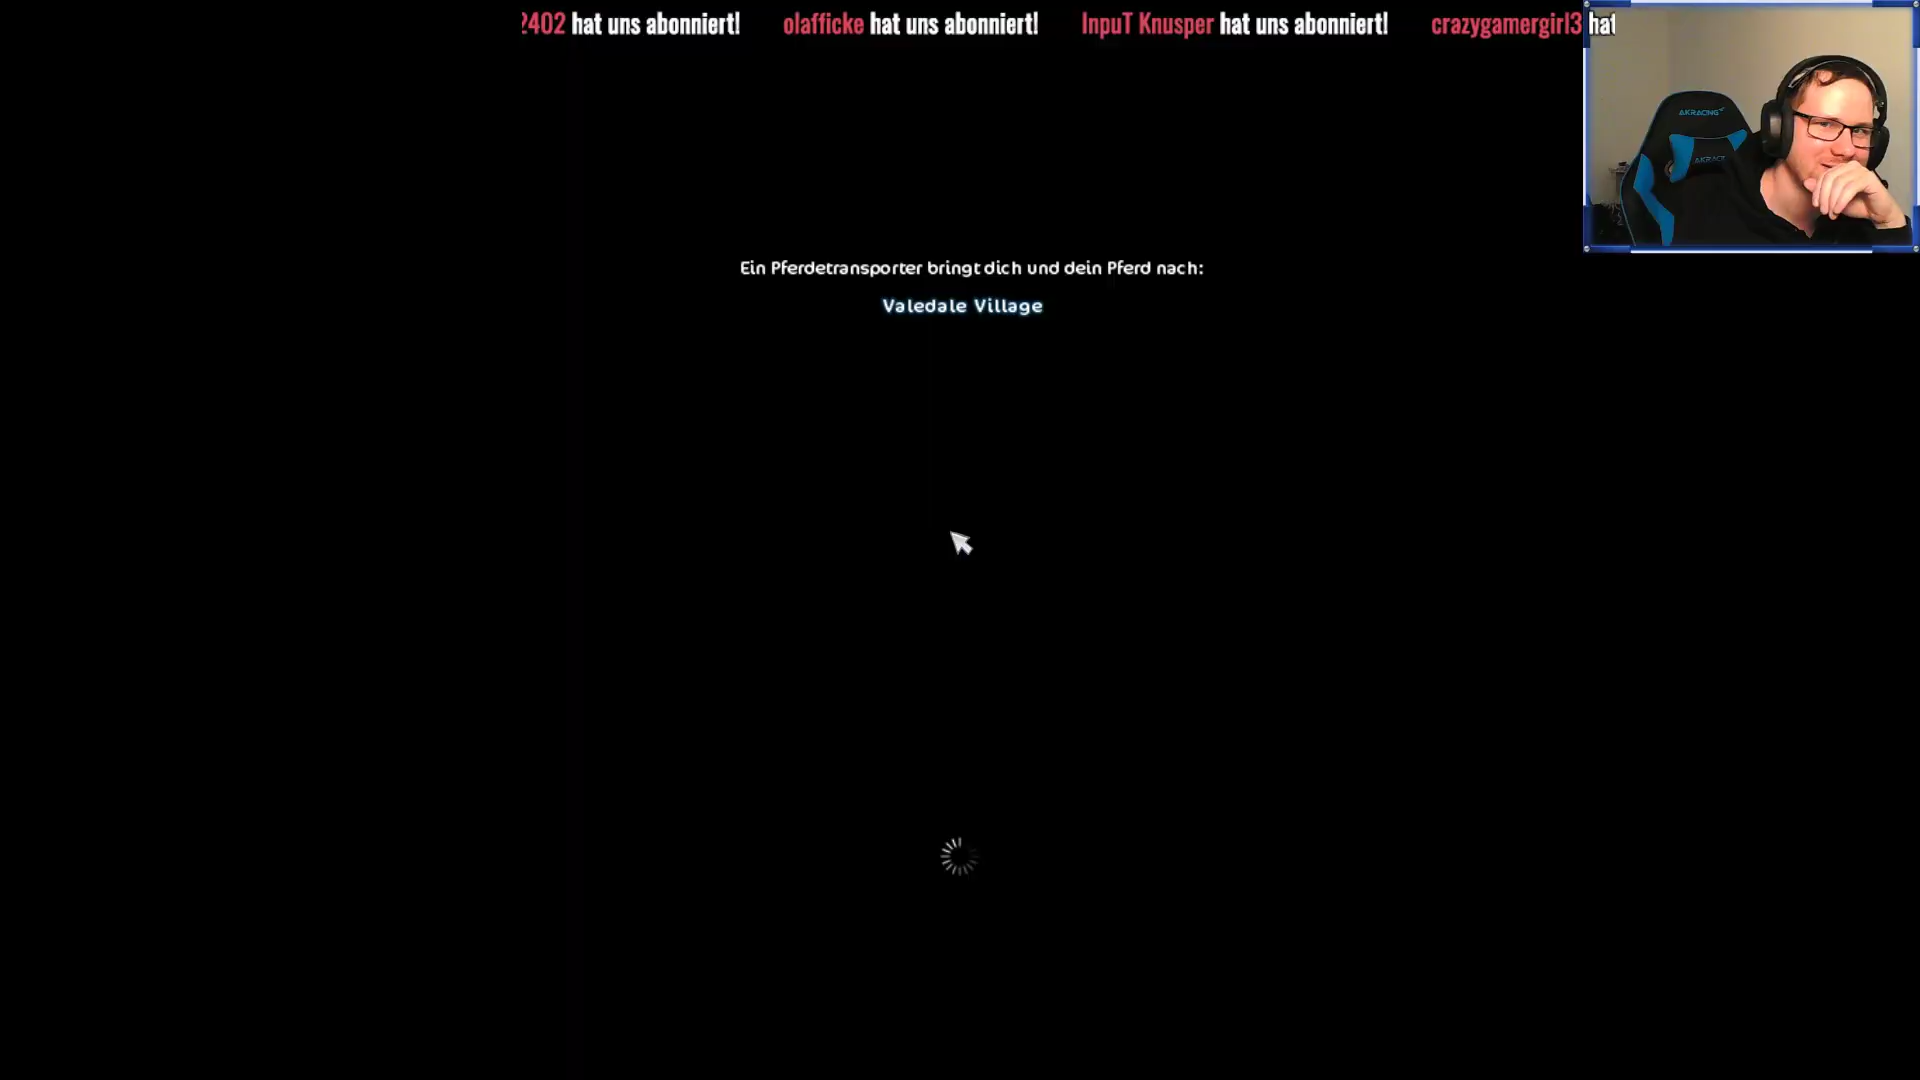 2402 hat uns abonniert! olafficke hat uns abonniert! InpuT Knusper hat uns abonniert! crazygamergirl3 hat
AKRACING
Ein Pferdetransporter bringt dich und dein Pferd nach:
Valedale Village